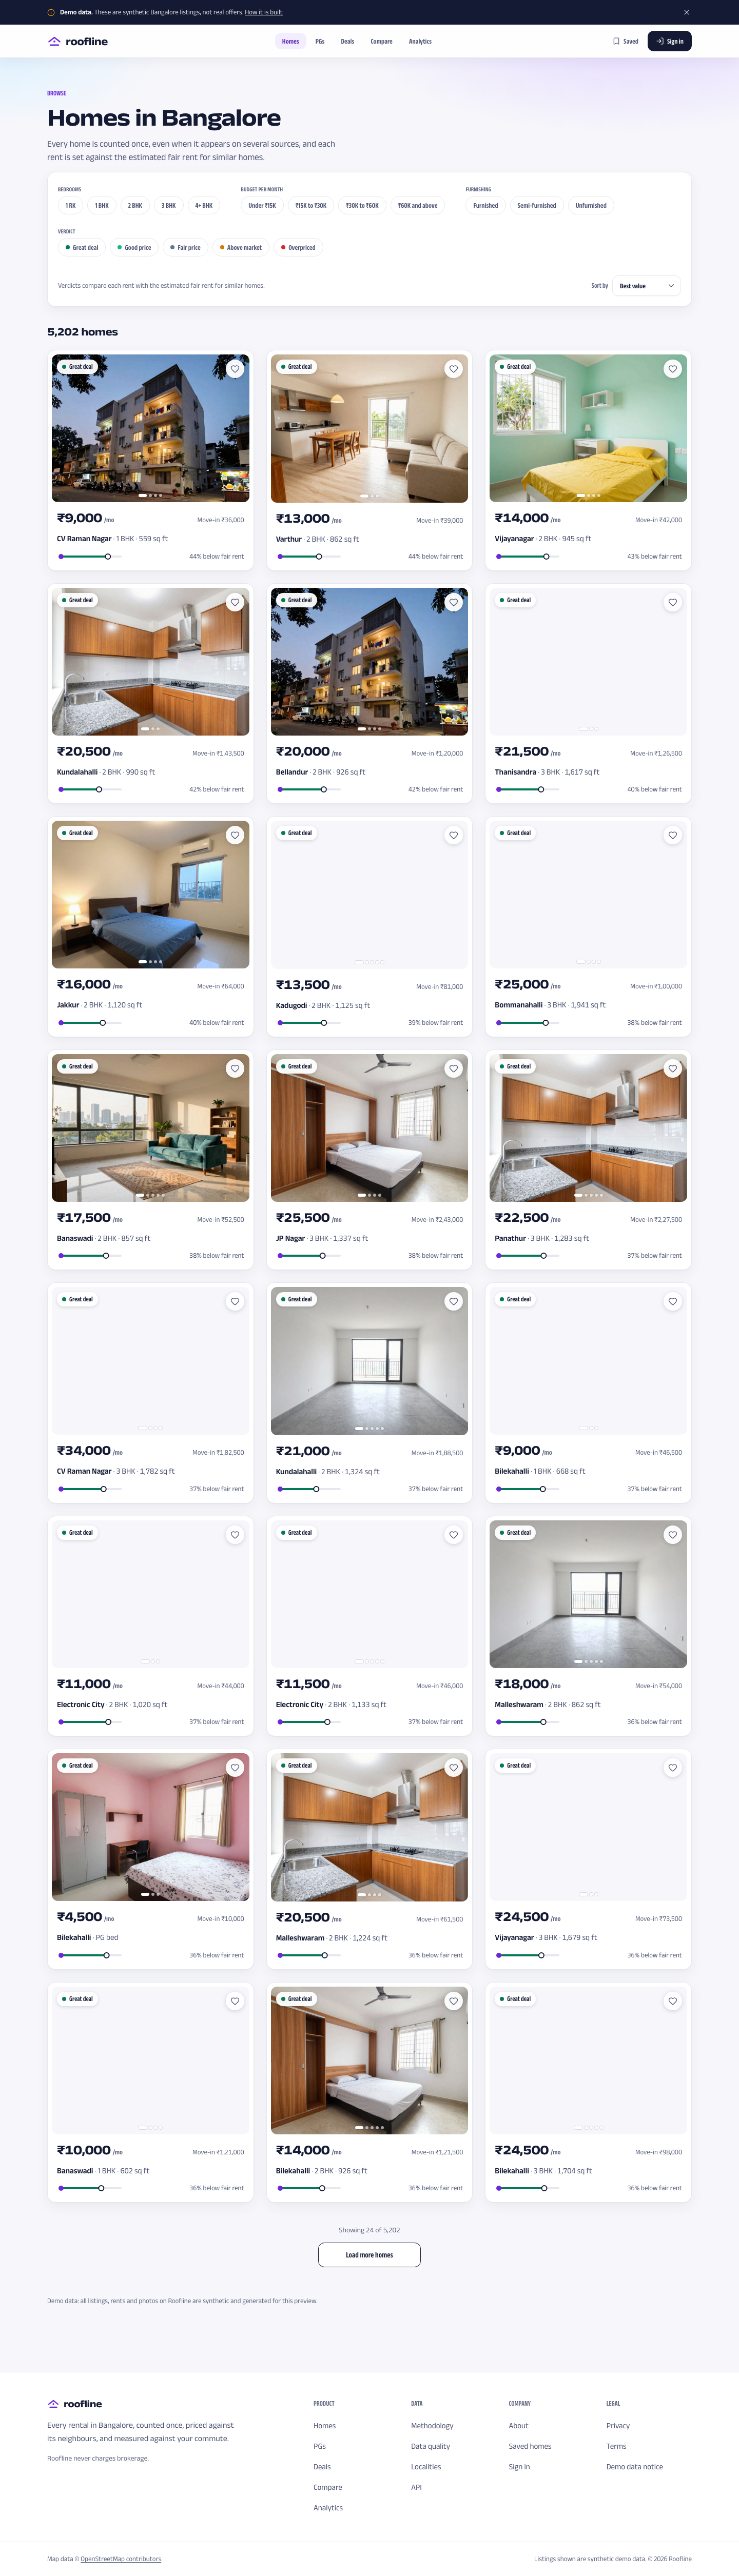 Demo data. These are synthetic Bangalore listings, not real offers. How it is built
roofline
Homes
PGs
Deals
Compare
Analytics
Saved
Sign in
BROWSE
Homes in Bangalore
Every home is counted once, even when it appears on several sources, and each
rent is set against the estimated fair rent for similar homes.
BEDROOMS
1 RK
1 BHK
2 BHK
3 BHK
4+ BHK
BUDGET PER MONTH
Under ₹15K
₹15K to ₹30K
₹30K to ₹60K
₹60K and above
FURNISHING
Furnished
Semi-furnished
Unfurnished
VERDICT
Great deal
Good price
Fair price
Above market
Overpriced
Verdicts compare each rent with the estimated fair rent for similar homes.
Sort by
Best value
5,202 homes
Great deal
₹9,000 /mo
Move-in ₹36,000
CV Raman Nagar · 1 BHK · 559 sq ft
44% below fair rent
Great deal
₹13,000 /mo
Move-in ₹39,000
Varthur · 2 BHK · 862 sq ft
44% below fair rent
Great deal
₹14,000 /mo
Move-in ₹42,000
Vijayanagar · 2 BHK · 945 sq ft
43% below fair rent
Great deal
₹20,500 /mo
Move-in ₹1,43,500
Kundalahalli · 2 BHK · 990 sq ft
42% below fair rent
Great deal
₹20,000 /mo
Move-in ₹1,20,000
Bellandur · 2 BHK · 926 sq ft
42% below fair rent
Great deal
₹21,500 /mo
Move-in ₹1,26,500
Thanisandra · 3 BHK · 1,617 sq ft
40% below fair rent
Great deal
₹16,000 /mo
Move-in ₹64,000
Jakkur · 2 BHK · 1,120 sq ft
40% below fair rent
Great deal
₹13,500 /mo
Move-in ₹81,000
Kadugodi · 2 BHK · 1,125 sq ft
39% below fair rent
Great deal
₹25,000 /mo
Move-in ₹1,00,000
Bommanahalli · 3 BHK · 1,941 sq ft
38% below fair rent
Great deal
₹17,500 /mo
Move-in ₹52,500
Banaswadi · 2 BHK · 857 sq ft
38% below fair rent
Great deal
₹25,500 /mo
Move-in ₹2,43,000
JP Nagar · 3 BHK · 1,337 sq ft
38% below fair rent
Great deal
₹22,500 /mo
Move-in ₹2,27,500
Panathur · 3 BHK · 1,283 sq ft
37% below fair rent
Great deal
₹34,000 /mo
Move-in ₹1,82,500
CV Raman Nagar · 3 BHK · 1,782 sq ft
37% below fair rent
Great deal
₹21,000 /mo
Move-in ₹1,88,500
Kundalahalli · 2 BHK · 1,324 sq ft
37% below fair rent
Great deal
₹9,000 /mo
Move-in ₹46,500
Bilekahalli · 1 BHK · 668 sq ft
37% below fair rent
Great deal
₹11,000 /mo
Move-in ₹44,000
Electronic City · 2 BHK · 1,020 sq ft
37% below fair rent
Great deal
₹11,500 /mo
Move-in ₹46,000
Electronic City · 2 BHK · 1,133 sq ft
37% below fair rent
Great deal
₹18,000 /mo
Move-in ₹54,000
Malleshwaram · 2 BHK · 862 sq ft
36% below fair rent
Great deal
₹4,500 /mo
Move-in ₹10,000
Bilekahalli · PG bed
36% below fair rent
Great deal
₹20,500 /mo
Move-in ₹61,500
Malleshwaram · 2 BHK · 1,224 sq ft
36% below fair rent
Great deal
₹24,500 /mo
Move-in ₹73,500
Vijayanagar · 3 BHK · 1,679 sq ft
36% below fair rent
Great deal
₹10,000 /mo
Move-in ₹1,21,000
Banaswadi · 1 BHK · 602 sq ft
36% below fair rent
Great deal
₹14,000 /mo
Move-in ₹1,21,500
Bilekahalli · 2 BHK · 926 sq ft
36% below fair rent
Great deal
₹24,500 /mo
Move-in ₹98,000
Bilekahalli · 3 BHK · 1,704 sq ft
36% below fair rent
Showing 24 of 5,202
Load more homes
Demo data: all listings, rents and photos on Roofline are synthetic and generated for this preview.
roofline
Every rental in Bangalore, counted once, priced against
its neighbours, and measured against your commute.
Roofline never charges brokerage.
PRODUCT
Homes
PGs
Deals
Compare
Analytics
DATA
Methodology
Data quality
Localities
API
COMPANY
About
Saved homes
Sign in
LEGAL
Privacy
Terms
Demo data notice
Map data © OpenStreetMap contributors.
Listings shown are synthetic demo data. © 2026 Roofline